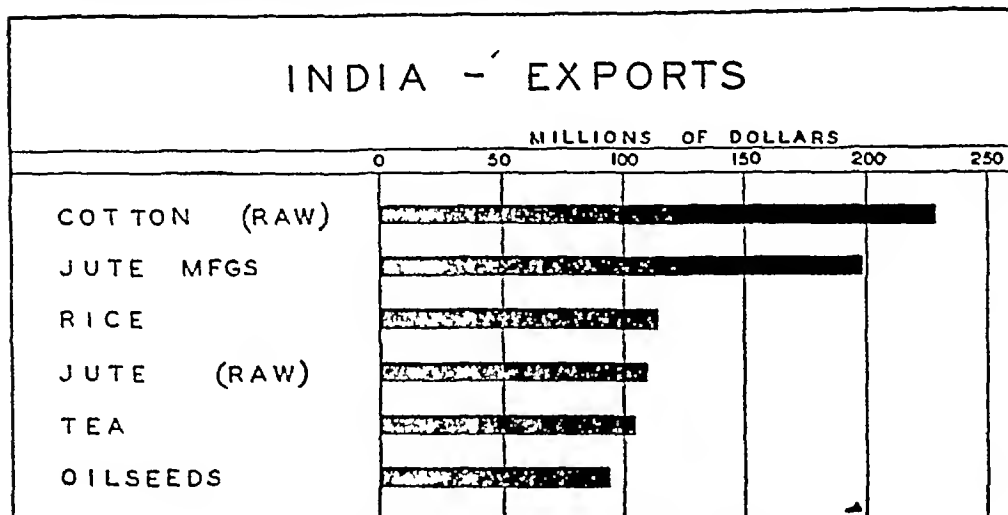 INDIA - EXPORTS
MILLIONS OF DOLLARS
0 50 100 150 200 250
COTTON (RAW)
JUTE MFGS
RICE
JUTE (RAW)
TEA
OILSEEDS